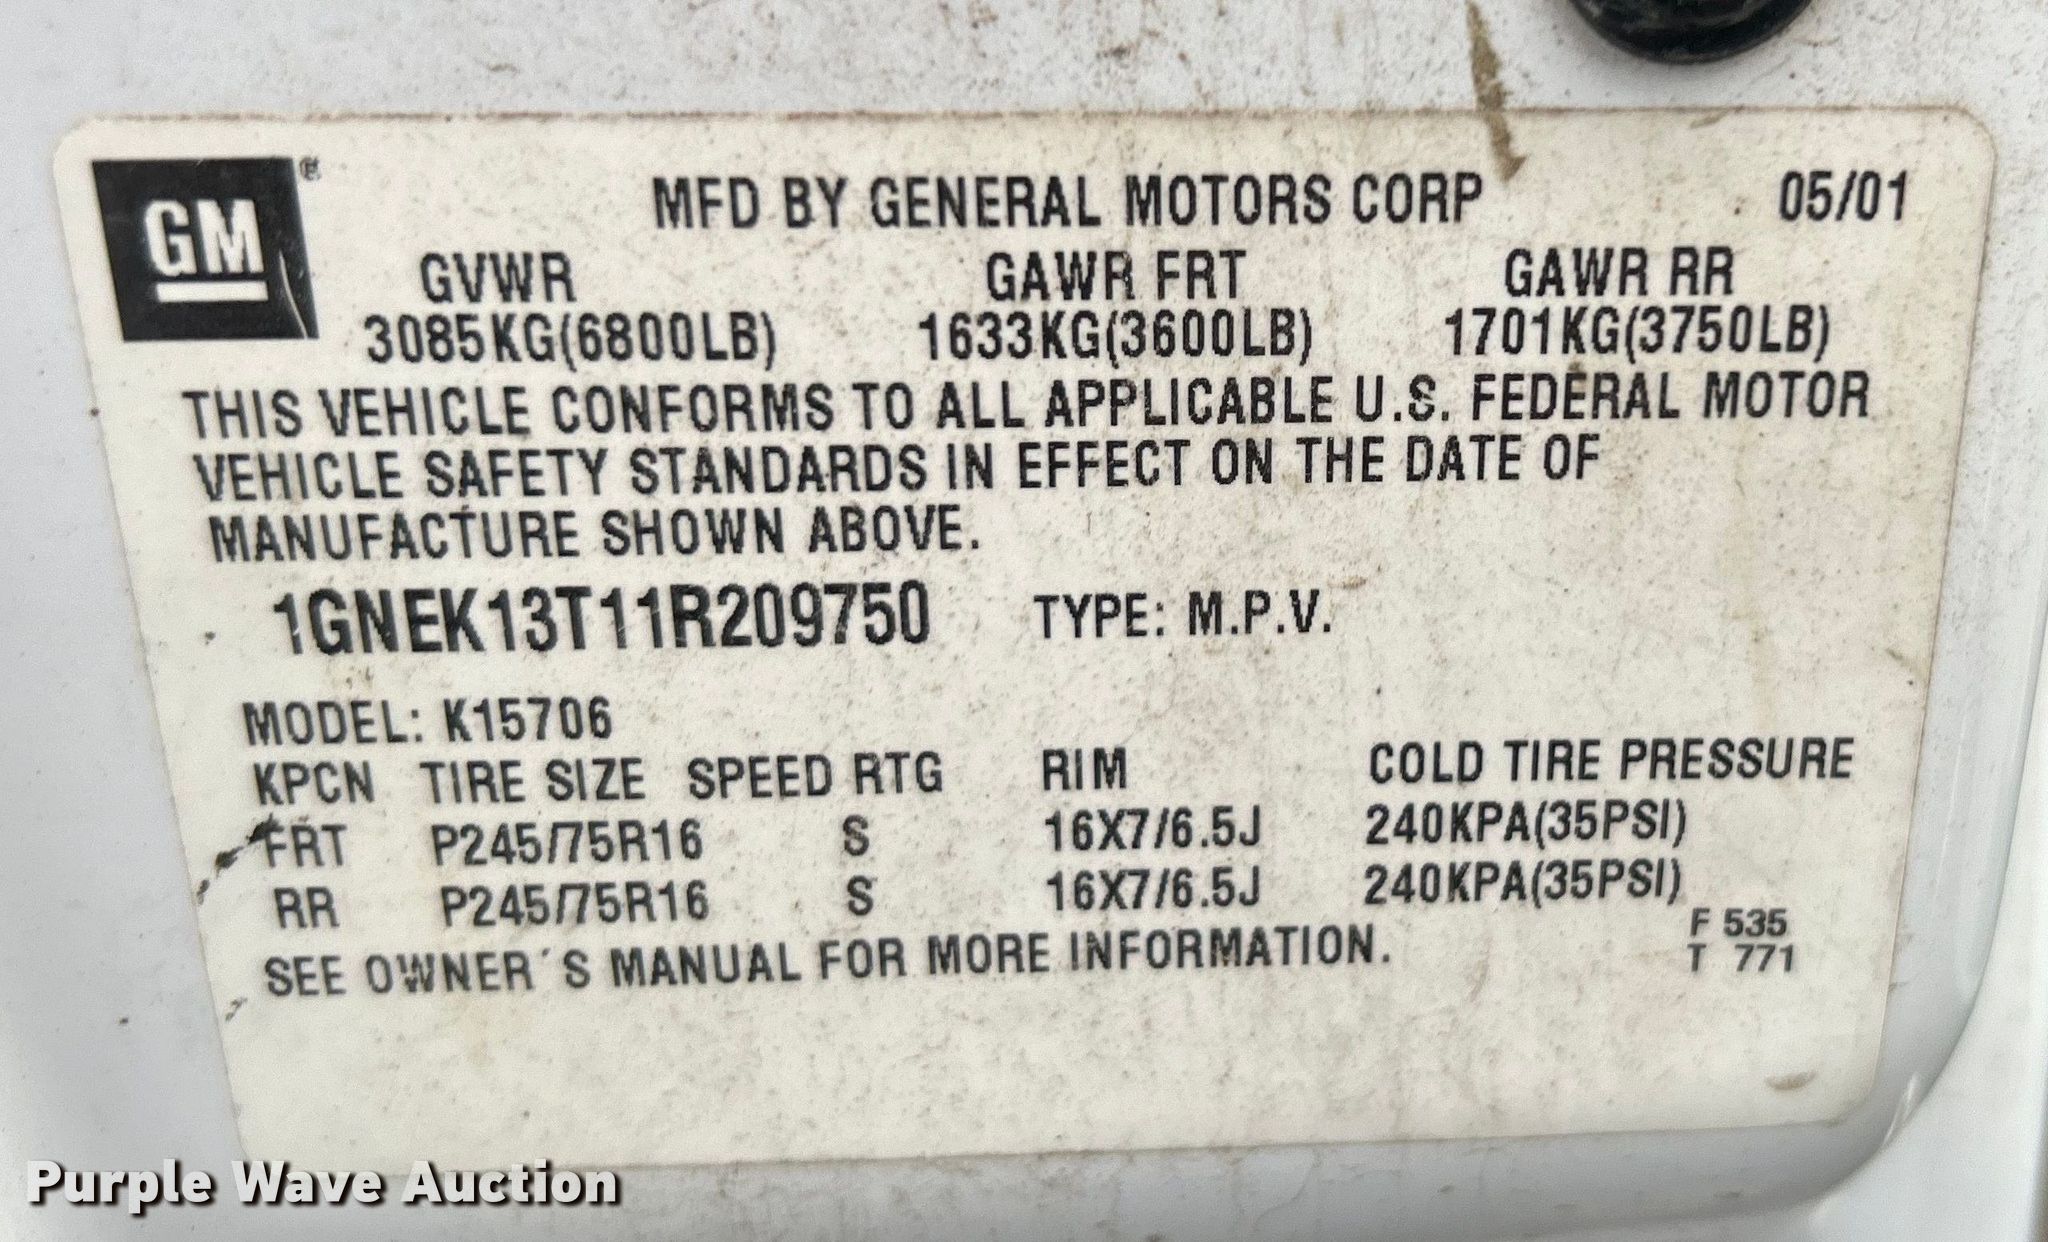 GM®
MFD BY GENERAL MOTORS CORP 05/01
GVWR GAWR FRT GAWR RR
3085KG(6800LB) 1633KG(3600LB) 1701KG(3750LB)
THIS VEHICLE CONFORMS TO ALL APPLICABLE U.S. FEDERAL MOTOR
VEHICLE SAFETY STANDARDS IN EFFECT ON THE DATE OF
MANUFACTURE SHOWN ABOVE.
1GNEK13T11R209750 TYPE: M.P.V.
MODEL: K15706
KPCN TIRE SIZE SPEED RTG RIM COLD TIRE PRESSURE
FRT P245/75R16 S 16X7/6.5J 240KPA(35PSI)
RR P245/75R16 S 16X7/6.5J 240KPA(35PSI)
SEE OWNER´S MANUAL FOR MORE INFORMATION.
F 535
T 771
Purple Wave Auction